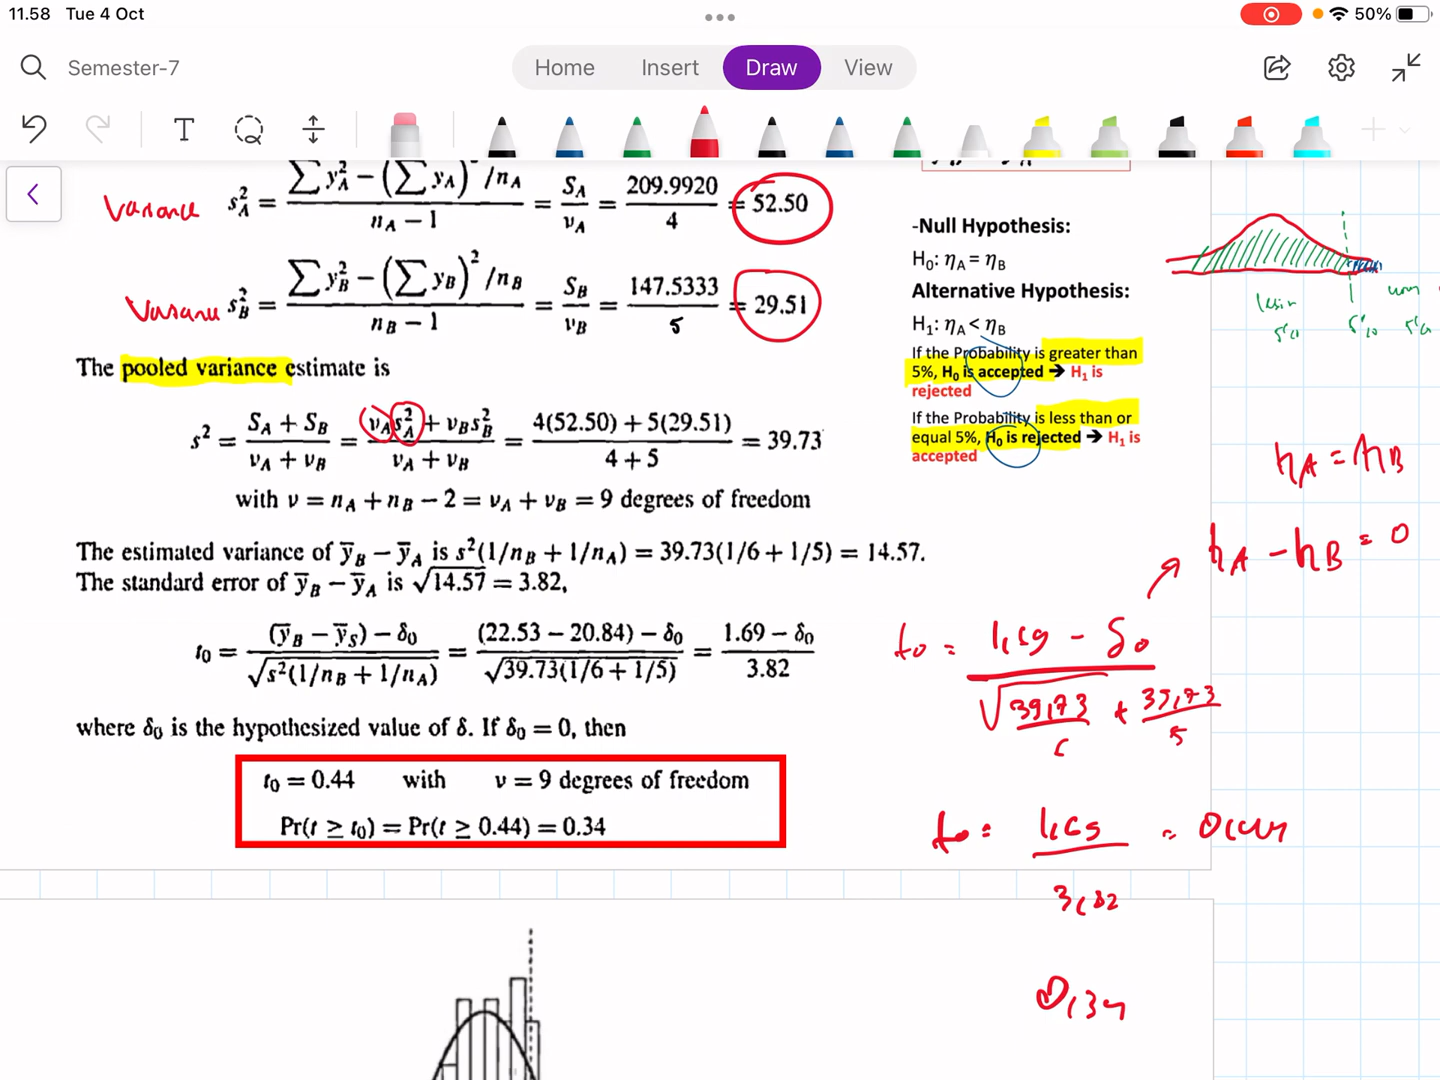 11.58 Tue 4 Oct
50%
Semester-7
Home Insert Draw View
T
Variance s²_A = (∑ y²_A − (∑ y_A)² / n_A) / (n_A − 1) = S_A / ν_A = 209.9920 / 4 = 52.50
s²_B = (∑ y²_B − (∑ y_B)² / n_B) / (n_B − 1) = S_B / ν_B = 147.5333 / 5 = 29.51
The pooled variance estimate is
s² = (S_A + S_B) / (ν_A + ν_B) = (ν_A s²_A + ν_B s²_B) / (ν_A + ν_B) = (4(52.50) + 5(29.51)) / (4 + 5) = 39.73
with ν = n_A + n_B − 2 = ν_A + ν_B = 9 degrees of freedom
The estimated variance of ȳ_B − ȳ_A is s²(1/n_B + 1/n_A) = 39.73(1/6 + 1/5) = 14.57.
The standard error of ȳ_B − ȳ_A is √14.57 = 3.82,
t₀ = ((ȳ_B − ȳ_S) − δ₀) / √(s²(1/n_B + 1/n_A)) = ((22.53 − 20.84) − δ₀) / √(39.73(1/6 + 1/5)) = (1.69 − δ₀) / 3.82
where δ₀ is the hypothesized value of δ. If δ₀ = 0, then
t₀ = 0.44 with ν = 9 degrees of freedom
Pr(t ≥ t₀) = Pr(t ≥ 0.44) = 0.34
-Null Hypothesis:
H₀: η_A = η_B
Alternative Hypothesis:
H₁: η_A < η_B
If the Probability is greater than
5%, H₀ is accepted → H₁ is
rejected
If the Probability is less than or
equal 5%, H₀ is rejected → H₁ is
accepted
η_A = η_B
η_A − η_B = 0
t₀ = (1,69 − δ₀) / √(39,73 / 6 + 39,73 / 5)
t₀ = 1,69 / 3,82 = 0,44
0,34